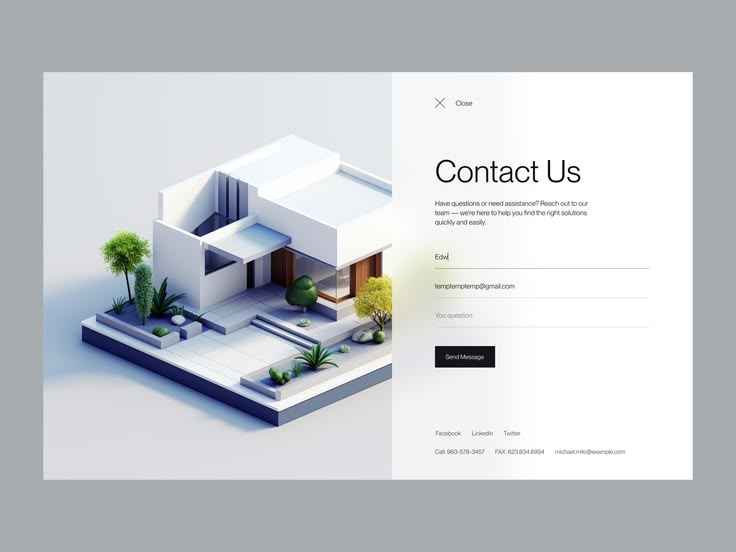 Close
Contact Us
Have questions or need assistance? Reach out to our
team — we're here to help you find the right solutions
quickly and easily.
Edw
temptemptemp@gmail.com
You question
Send Message
Facebook LinkedIn Twitter
Call: 963-578-3457 FAX: 623.834.8994 michael.mitc@example.com